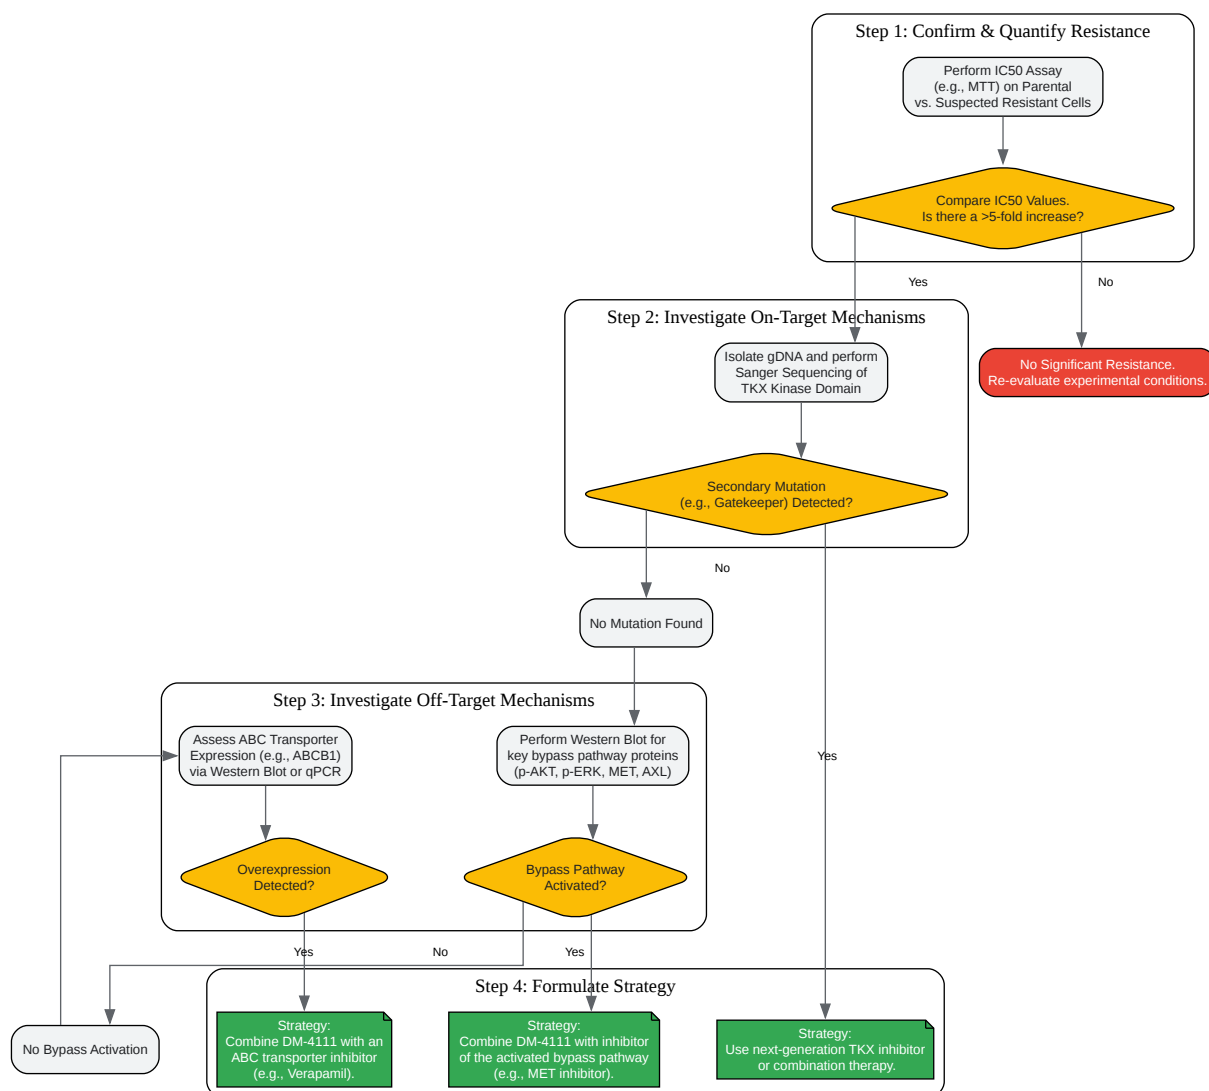 Step 1: Confirm & Quantify Resistance
Perform IC50 Assay
(e.g., MTT) on Parental
vs. Suspected Resistant Cells
Compare IC50 Values.
Is there a >5-fold increase?
Yes
No
Step 2: Investigate On-Target Mechanisms
Isolate gDNA and perform
Sanger Sequencing of
TKX Kinase Domain
No Significant Resistance.
Re-evaluate experimental conditions.
Secondary Mutation
(e.g., Gatekeeper) Detected?
No
No Mutation Found
Step 3: Investigate Off-Target Mechanisms
Assess ABC Transporter
Expression (e.g., ABCB1)
via Western Blot or qPCR
Perform Western Blot for
key bypass pathway proteins
(p-AKT, p-ERK, MET, AXL)
Yes
Overexpression
Detected?
Bypass Pathway
Activated?
Yes
No
Yes
Step 4: Formulate Strategy
No Bypass Activation
Strategy:
Combine DM-4111 with an
ABC transporter inhibitor
(e.g., Verapamil).
Strategy:
Combine DM-4111 with inhibitor
of the activated bypass pathway
(e.g., MET inhibitor).
Strategy:
Use next-generation TKX inhibitor
or combination therapy.